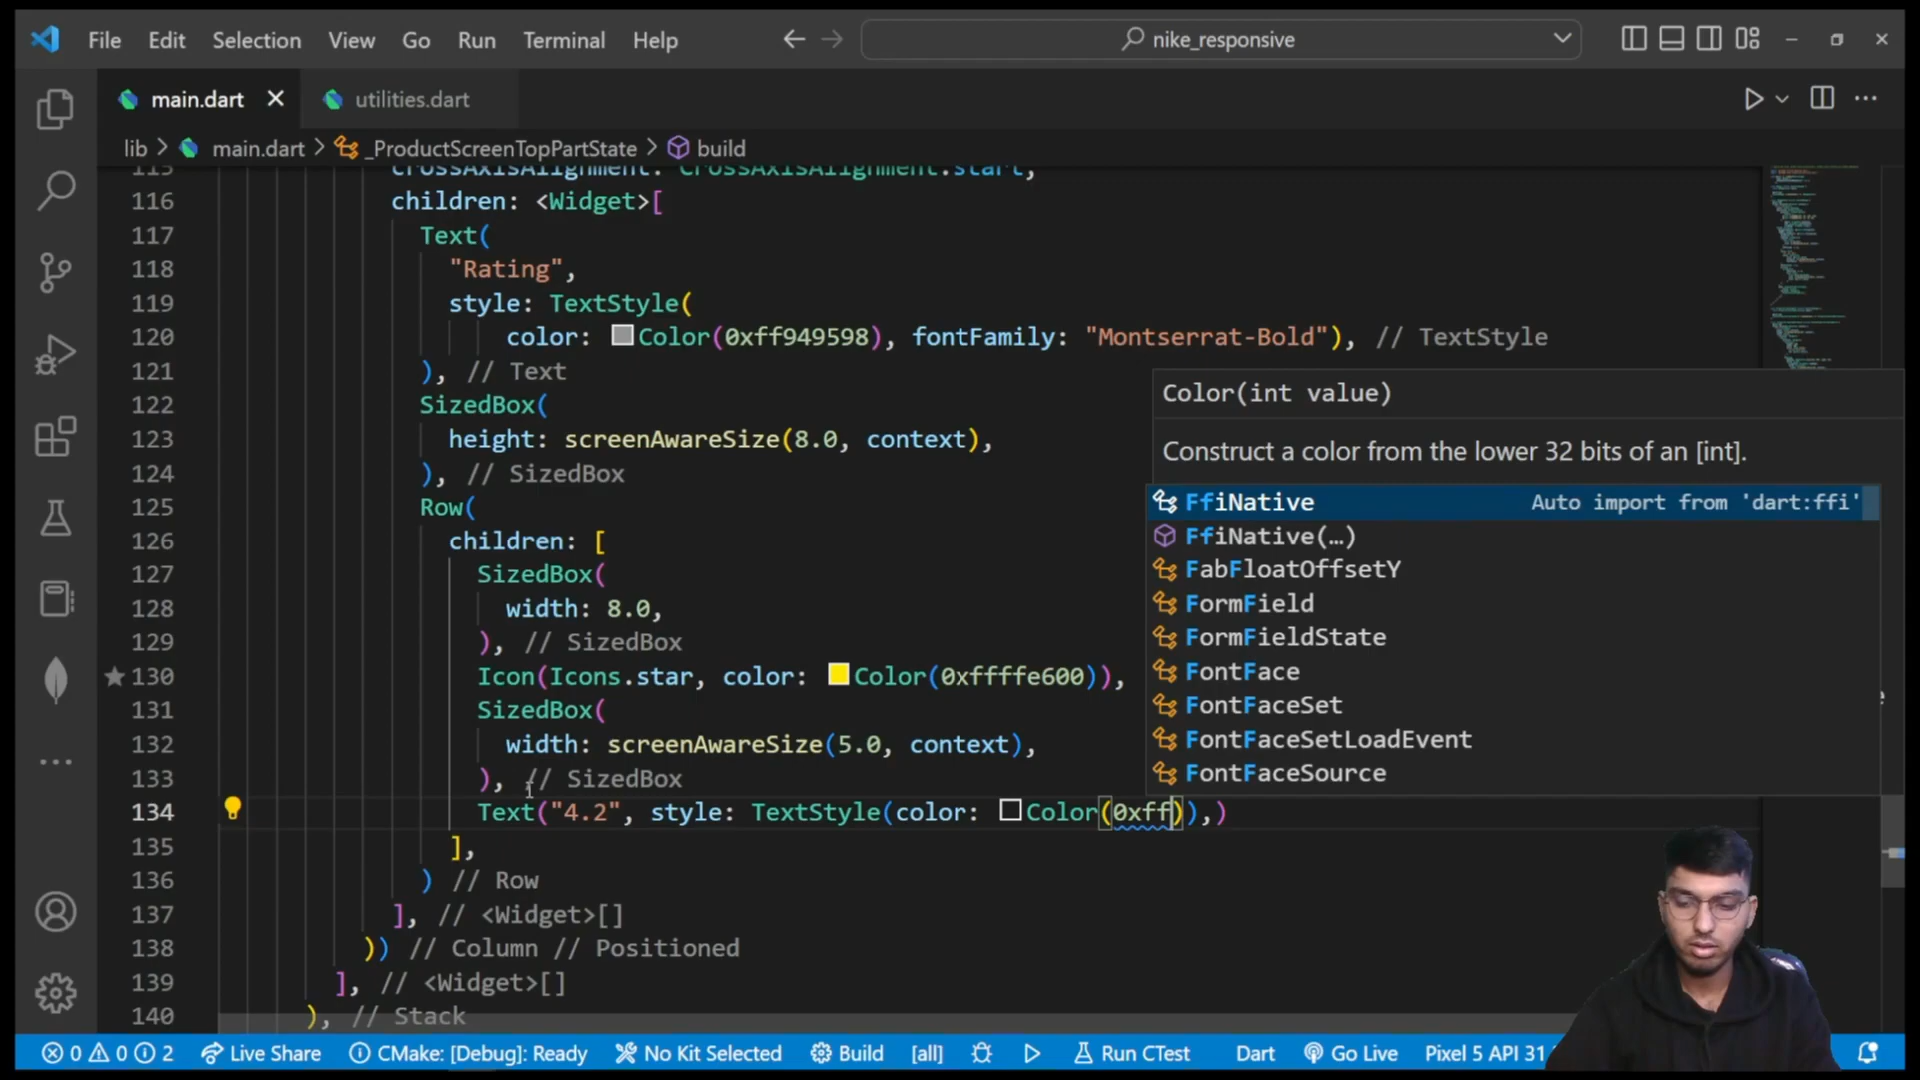 File Edit Selection View Go Run Terminal Help nike_responsive
main.dart utilities.dart
lib > main.dart > _ProductScreenTopPartState > build
115 crossAxisAlignment: CrossAxisAlignment.start,
116 children: <Widget>[
117 Text(
118 "Rating",
119 style: TextStyle(
120 color: Color(0xff949598), fontFamily: "Montserrat-Bold"), // TextStyle
121 ), // Text
122 SizedBox(
123 height: screenAwareSize(8.0, context),
124 ), // SizedBox
125 Row(
126 children: [
127 SizedBox(
128 width: 8.0,
129 ), // SizedBox
130 Icon(Icons.star, color: Color(0xffffe600)),
131 SizedBox(
132 width: screenAwareSize(5.0, context),
133 ), // SizedBox
134 Text("4.2", style: TextStyle(color: Color(0xff)),)
135 ],
136 ) // Row
137 ], // <Widget>[]
138 )) // Column // Positioned
139 ], // <Widget>[]
140 ), // Stack
Color(int value)
Construct a color from the lower 32 bits of an [int].
FfiNative Auto import from 'dart:ffi'
FfiNative(…)
FabFloatOffsetY
FormField
FormFieldState
FontFace
FontFaceSet
FontFaceSetLoadEvent
FontFaceSource
0 0 2 Live Share CMake: [Debug]: Ready No Kit Selected Build [all] Run CTest Dart Go Live Pixel 5 API 31